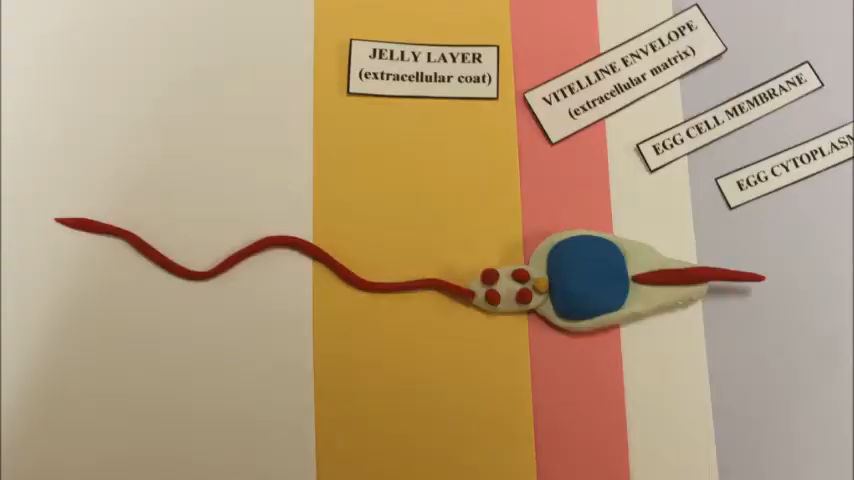 JELLY LAYER
(extracellular coat)
VITELLINE ENVELOPE
(extracellular matrix)
EGG CELL MEMBRANE
EGG CYTOPLASM